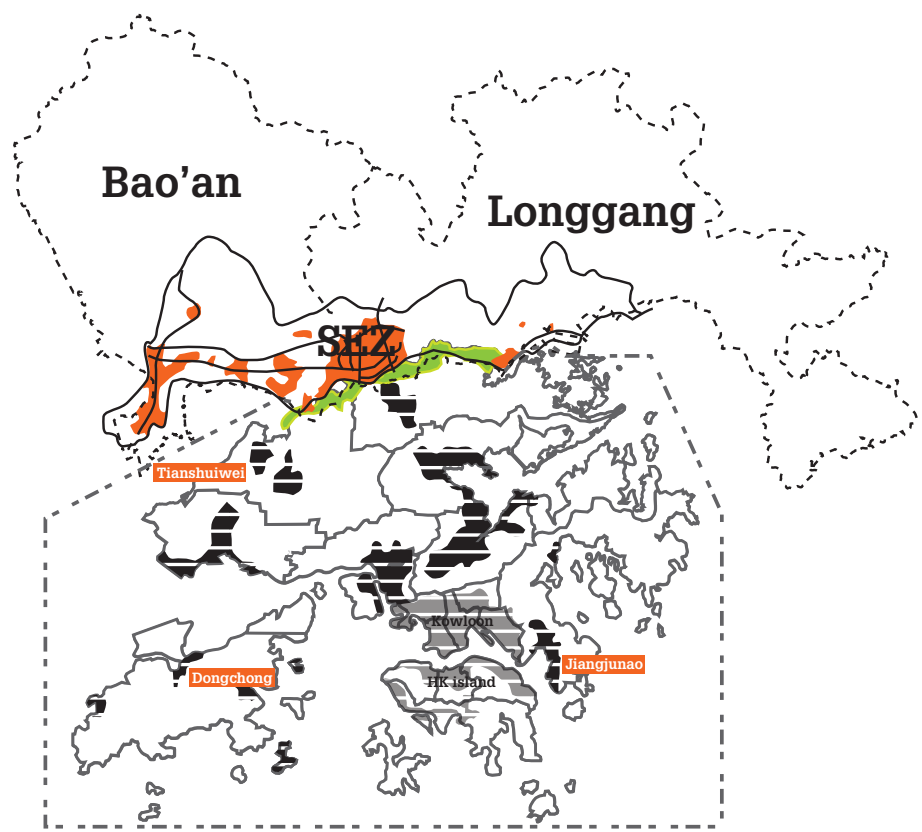 Bao’an
Longgang
SEZ
Tianshuiwei
Kowloon
Jiangjunao
Dongchong
HK island